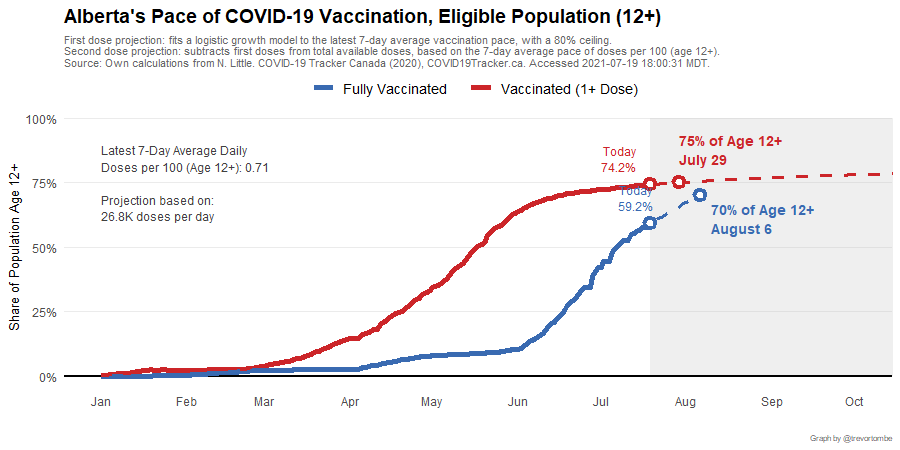 Alberta's Pace of COVID-19 Vaccination, Eligible Population (12+)
First dose projection: fits a logistic growth model to the latest 7-day average vaccination pace, with a 80% ceiling.
Second dose projection: subtracts first doses from total available doses, based on the 7-day average pace of doses per 100 (age 12+).
Source: Own calculations from N. Little. COVID-19 Tracker Canada (2020), COVID19Tracker.ca. Accessed 2021-07-19 18:00:31 MDT.
Fully Vaccinated
Vaccinated (1+ Dose)
Share of Population Age 12+
100%
75%
50%
25%
0%
Latest 7-Day Average Daily
Doses per 100 (Age 12+): 0.71
Projection based on:
26.8K doses per day
Today
74.2%
75% of Age 12+
July 29
Today
59.2%
70% of Age 12+
August 6
Jan Feb Mar Apr May Jun Jul Aug Sep Oct
Graph by @trevortombe